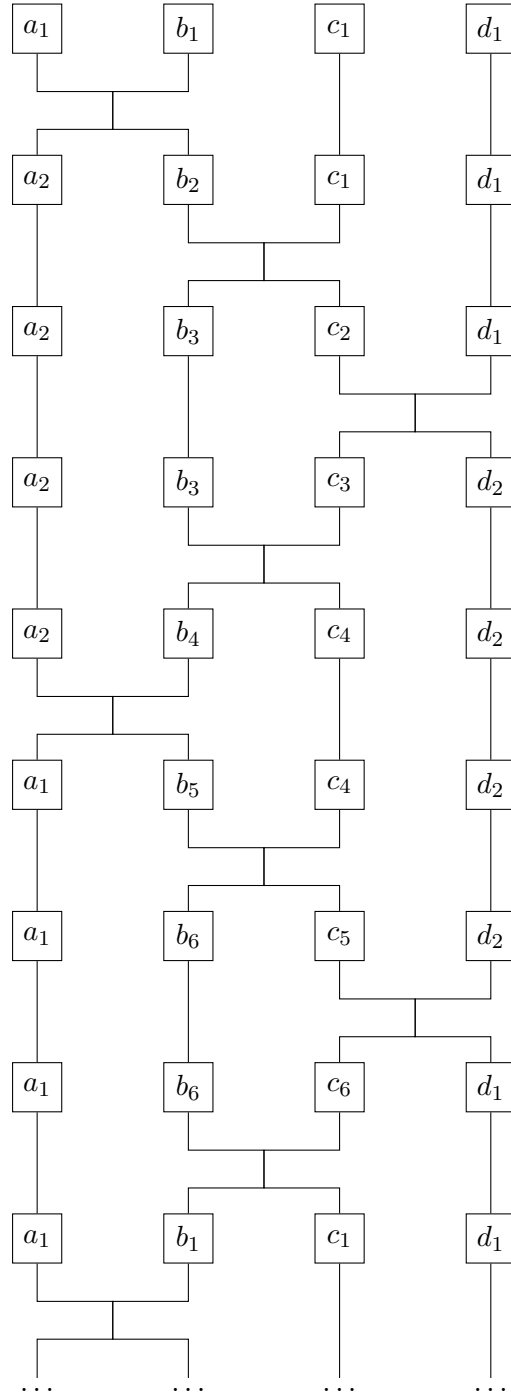 a₁ b₁ c₁ d₁
a₂ b₂ c₁ d₁
a₂ b₃ c₂ d₁
a₂ b₃ c₃ d₂
a₂ b₄ c₄ d₂
a₁ b₅ c₄ d₂
a₁ b₆ c₅ d₂
a₁ b₆ c₆ d₁
a₁ b₁ c₁ d₁
... ... ... ...